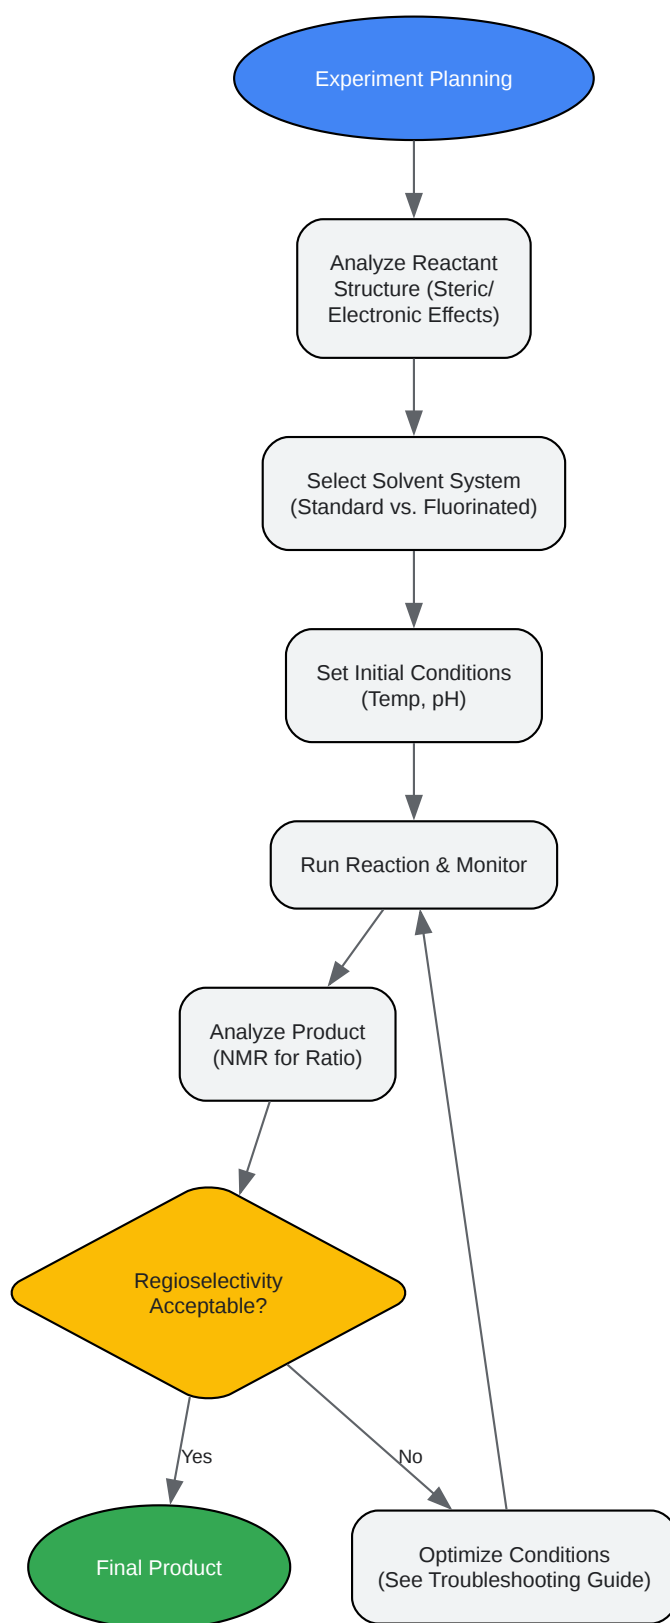 Experiment Planning
Analyze Reactant
Structure (Steric/
Electronic Effects)
Select Solvent System
(Standard vs. Fluorinated)
Set Initial Conditions
(Temp, pH)
Run Reaction & Monitor
Analyze Product
(NMR for Ratio)
Regioselectivity
Acceptable?
Yes
No
Final Product
Optimize Conditions
(See Troubleshooting Guide)